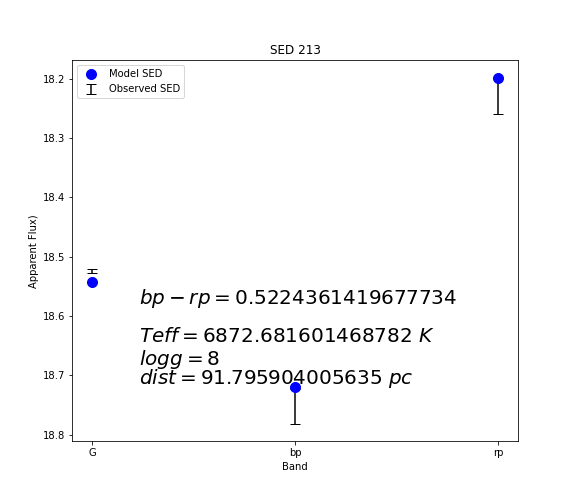 SED 213
Model SED
Observed SED
18.2
18.3
18.4
18.5
18.6
18.7
18.8
Apparent Flux)
bp − rp = 0.5224361419677734
Teff = 6872.681601468782 K
logg = 8
dist = 91.795904005635 pc
G
bp
rp
Band